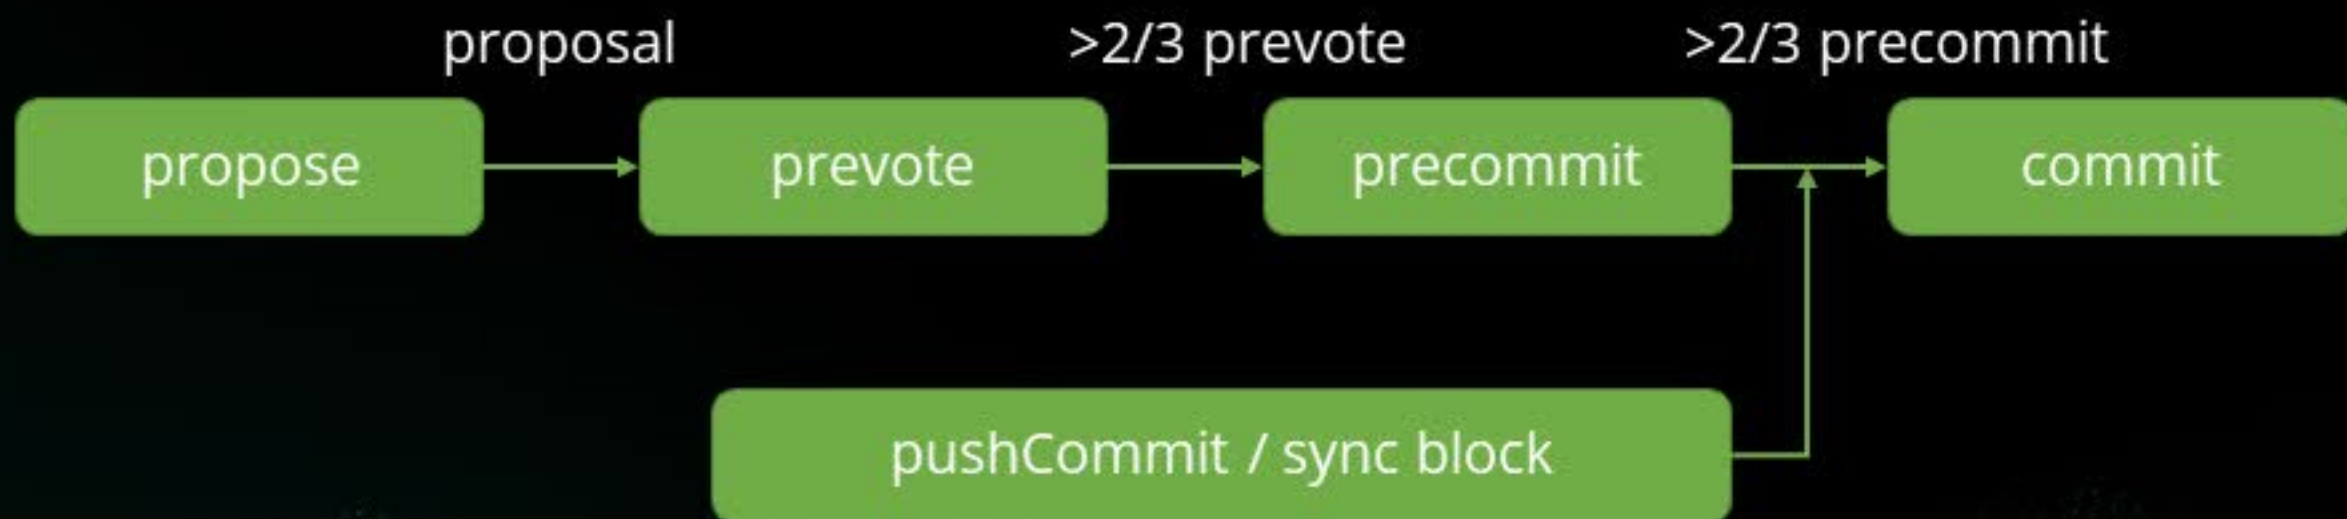 proposal
>2/3 prevote
>2/3 precommit
propose
prevote
precommit
commit
pushCommit / sync block